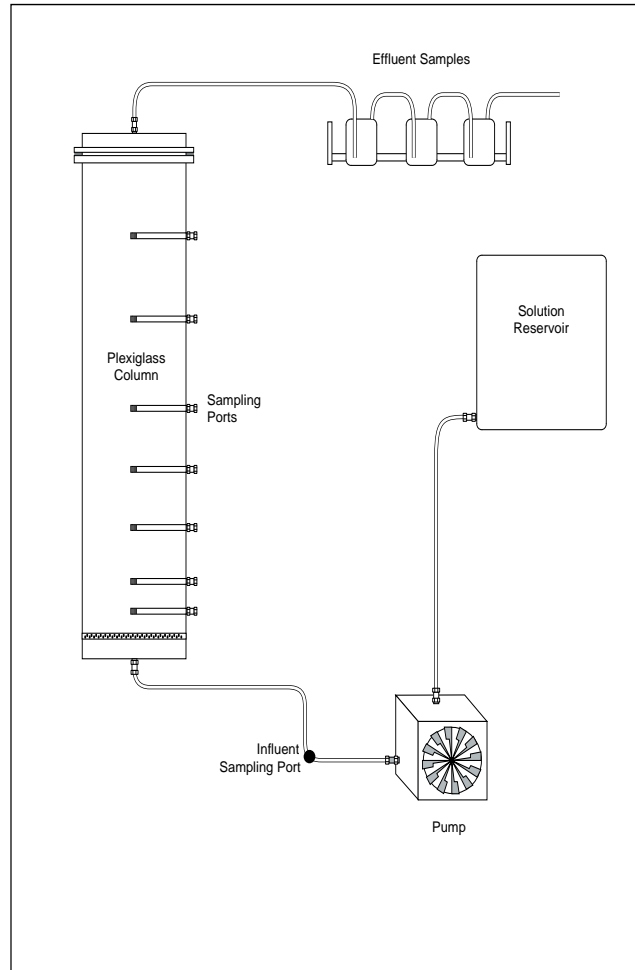 Effluent Samples
Solution
Reservoir
Plexiglass
Column
Sampling
Ports
Influent
Sampling Port
Pump